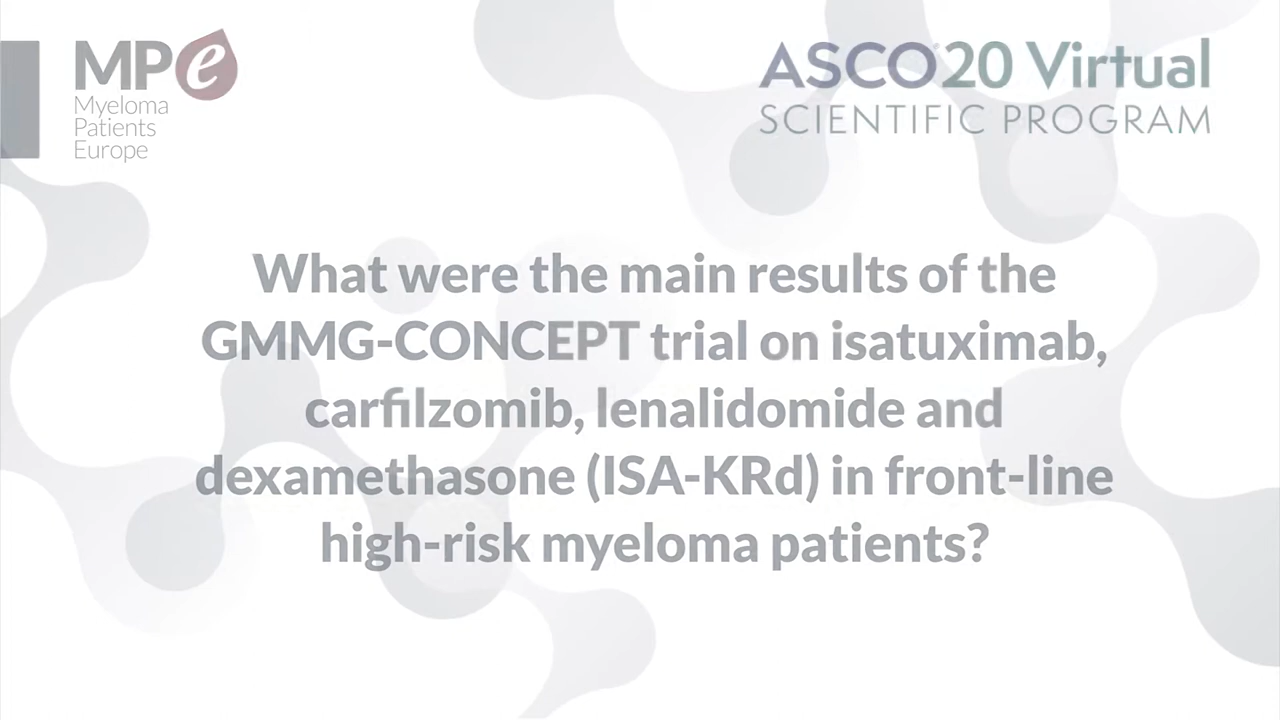 MPe
Myeloma
Patients
Europe
ASCO20 Virtual
SCIENTIFIC PROGRAM
What were the main results of the
GMMG-CONCEPT trial on isatuximab,
carfilzomib, lenalidomide and
dexamethasone (ISA-KRd) in front-line
high-risk myeloma patients?